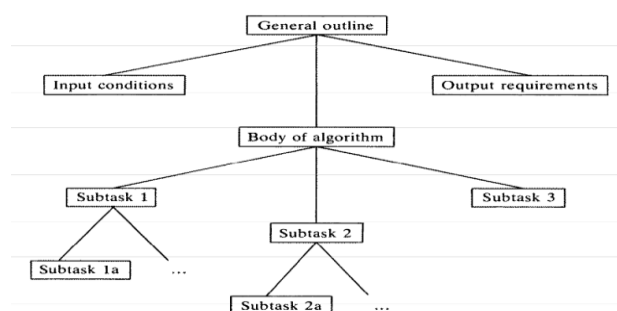 General outline
Input conditions
Output requirements
Body of algorithm
Subtask 1
Subtask 3
Subtask 2
Subtask 1a
...
Subtask 2a
...